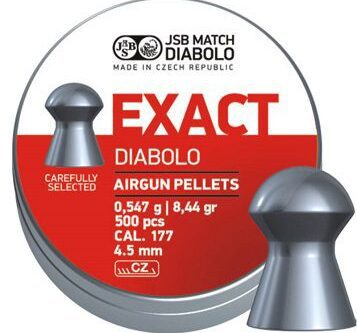 JSB
JSB MATCH
DIABOLO
MADE IN CZECH REPUBLIC
EXACT
DIABOLO
CAREFULLY
SELECTED
AIRGUN PELLETS
0,547 g | 8,44 gr
500 pcs
CAL. 177
4.5 mm
CZ